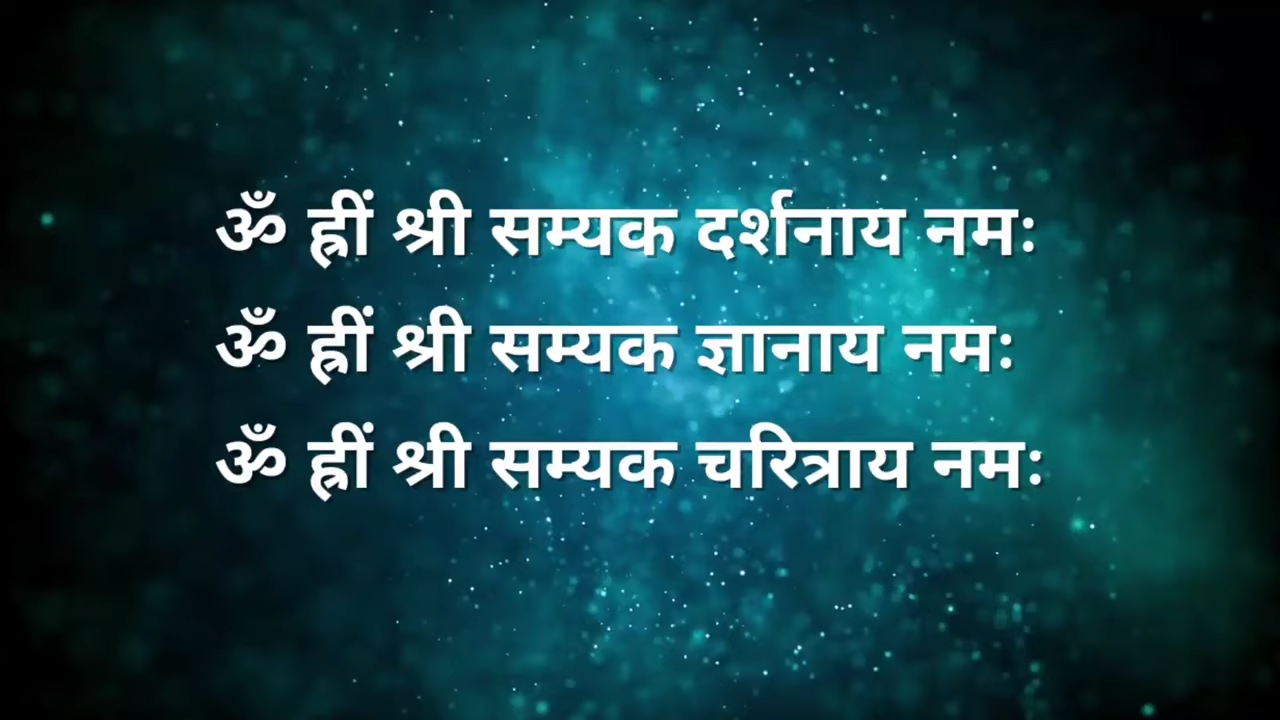 ॐ ह्रीं श्री सम्यक दर्शनाय नमः
ॐ ह्रीं श्री सम्यक ज्ञानाय नमः
ॐ ह्रीं श्री सम्यक चरित्राय नमः